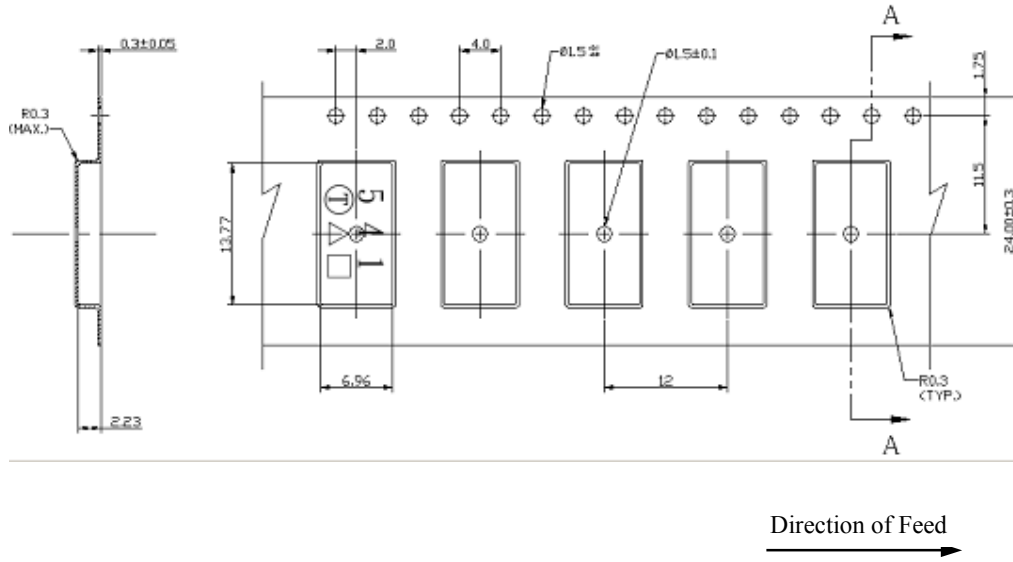 A
0.3±0.05
2.0
4.0
Ø1.5
Ø1.5±0.1
1.75
R0.3
(MAX.)
13.77
T 5
4
1
11.5
24.00±0.3
6.96
12
R0.3
(TYP.)
2.23
A
Direction of Feed